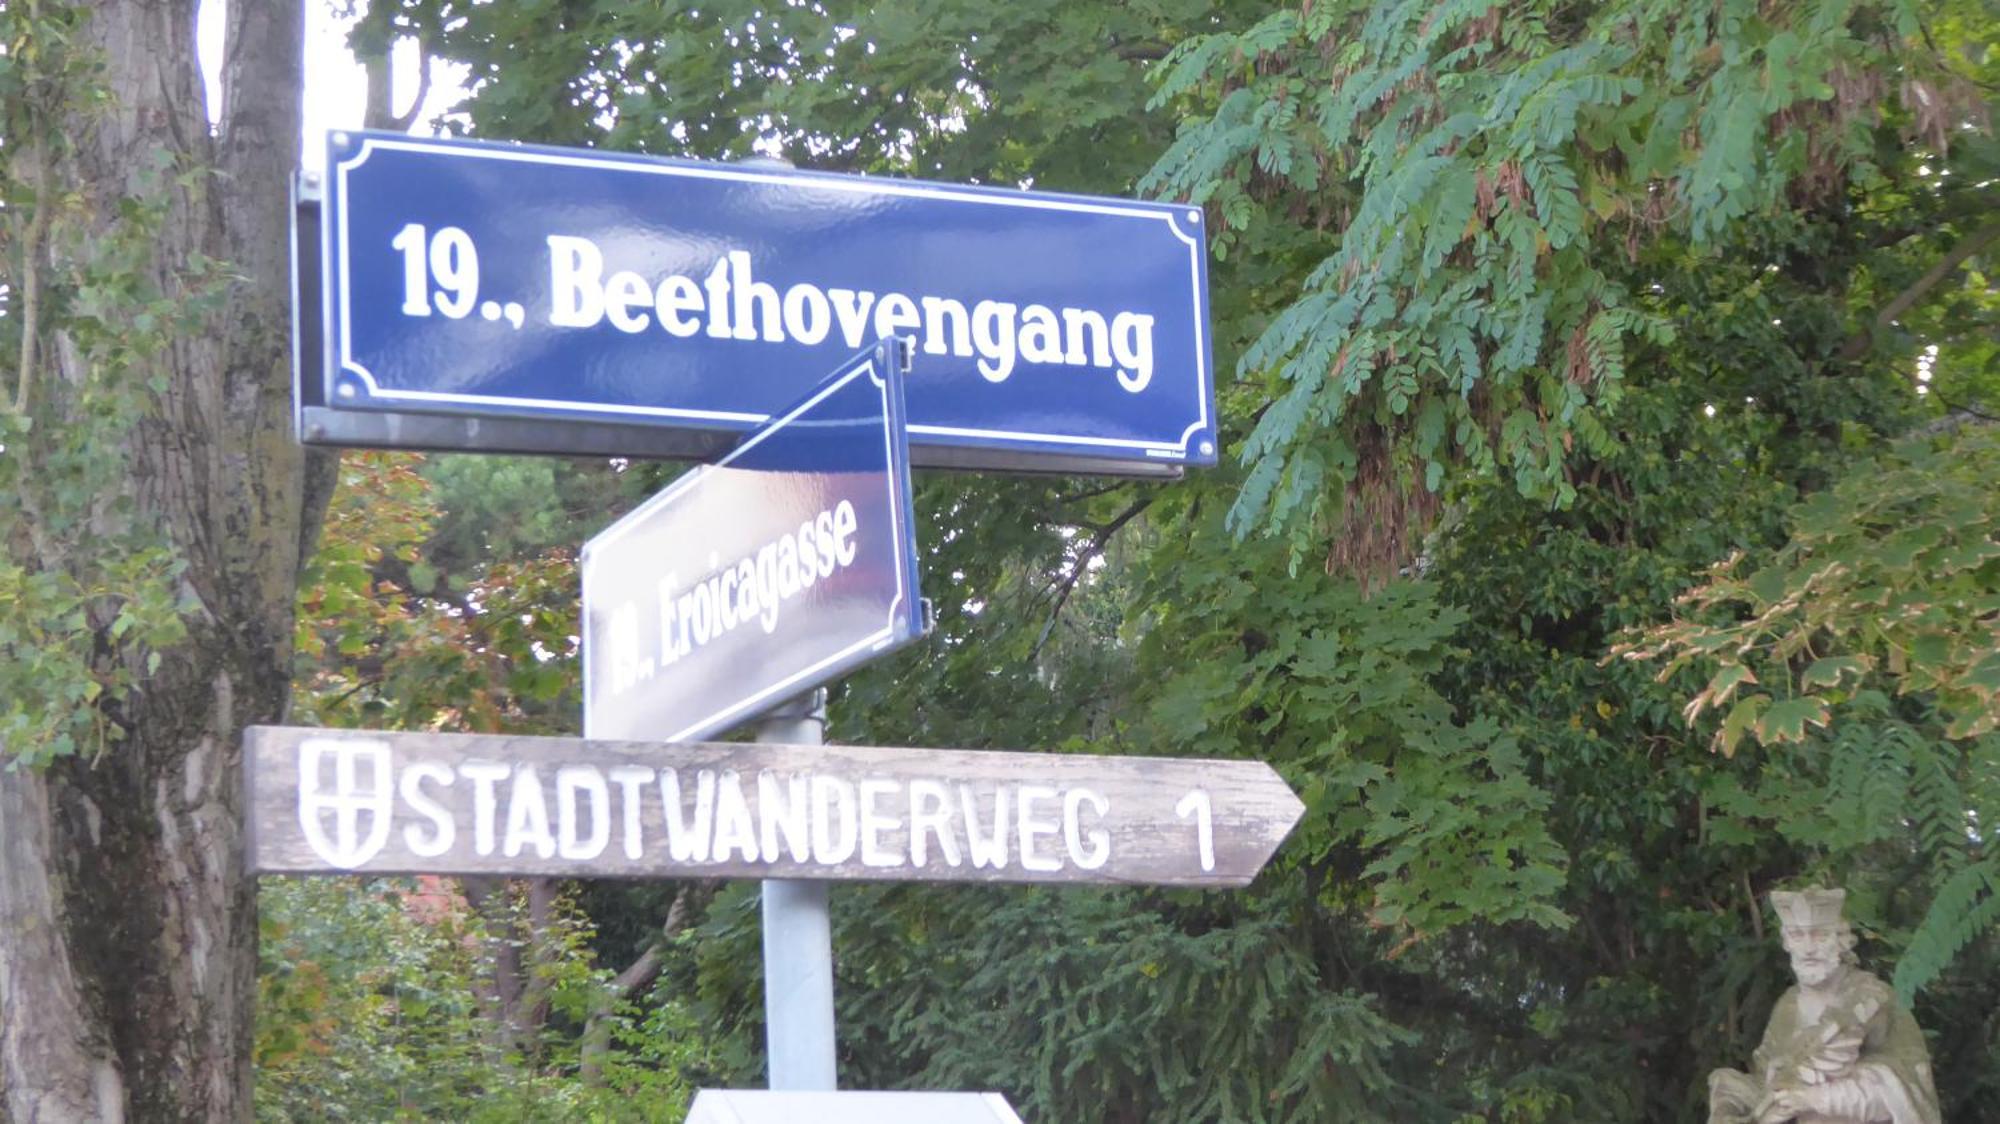 19., Beethovengang
19., Eroicagasse
STADTWANDERWEG 1